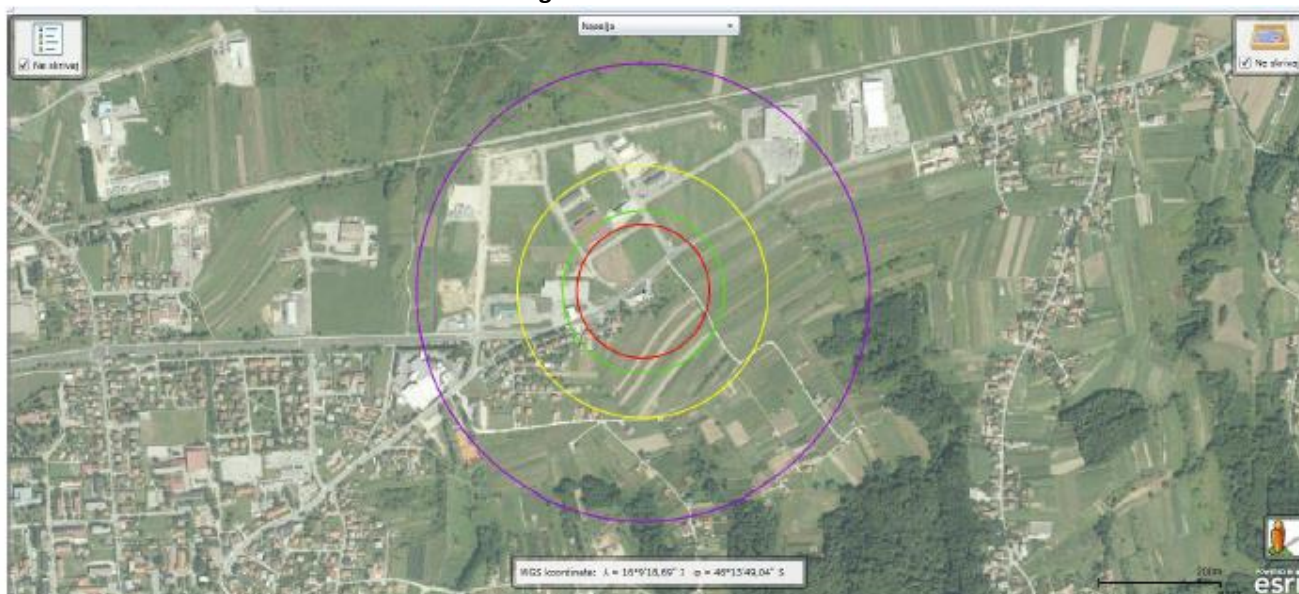 Naselja
Ne skrivaj
Ne skrivaj
WGS koordinate: λ = 16°9'18,69" I φ = 46°13'49,04" S
200m
esri